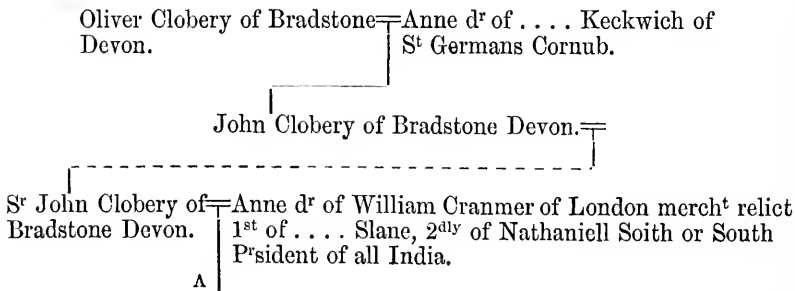 Oliver Clobery of Bradstone Anne dʳ of .... Keckwich of
Devon. Sᵗ Germans Cornub.
John Clobery of Bradstone Devon.
Sʳ John Clobery of Anne dʳ of William Cranmer of London merchᵗ relict
Bradstone Devon. 1ˢᵗ of .... Slane, 2ᵈˡʸ of Nathaniell Soith or South
Pʳsident of all India.
A